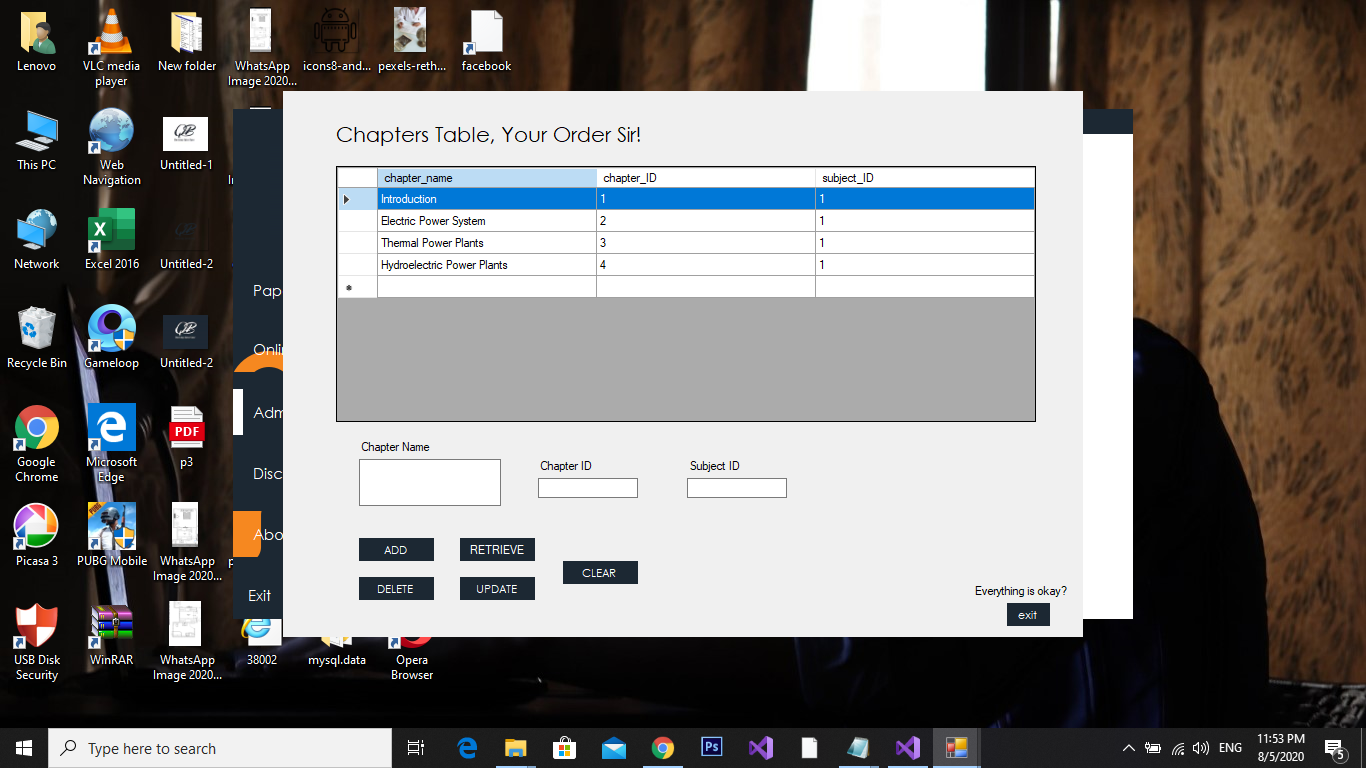 Lenovo
VLC media
player
New folder
WhatsApp
Image 2020...
icons8-and...
pexels-reth...
facebook
This PC
Web
Navigation
Untitled-1
Network
Excel 2016
Untitled-2
Recycle Bin
Gameloop
Untitled-2
Google
Chrome
Microsoft
Edge
PDF
p3
Picasa 3
PUBG Mobile
WhatsApp
Image 2020...
USB Disk
Security
WinRAR
WhatsApp
Image 2020...
38002
mysql.data
Opera
Browser
Pap
Onli
Adm
Disc
Abo
Exit
Chapters Table, Your Order Sir!
chapter_name chapter_ID subject_ID
Introduction 1 1
Electric Power System 2 1
Thermal Power Plants 3 1
Hydroelectric Power Plants 4 1
Chapter Name
Chapter ID
Subject ID
ADD
RETRIEVE
CLEAR
DELETE
UPDATE
Everything is okay?
exit
Type here to search
Ps
ENG
11:53 PM
8/5/2020
5